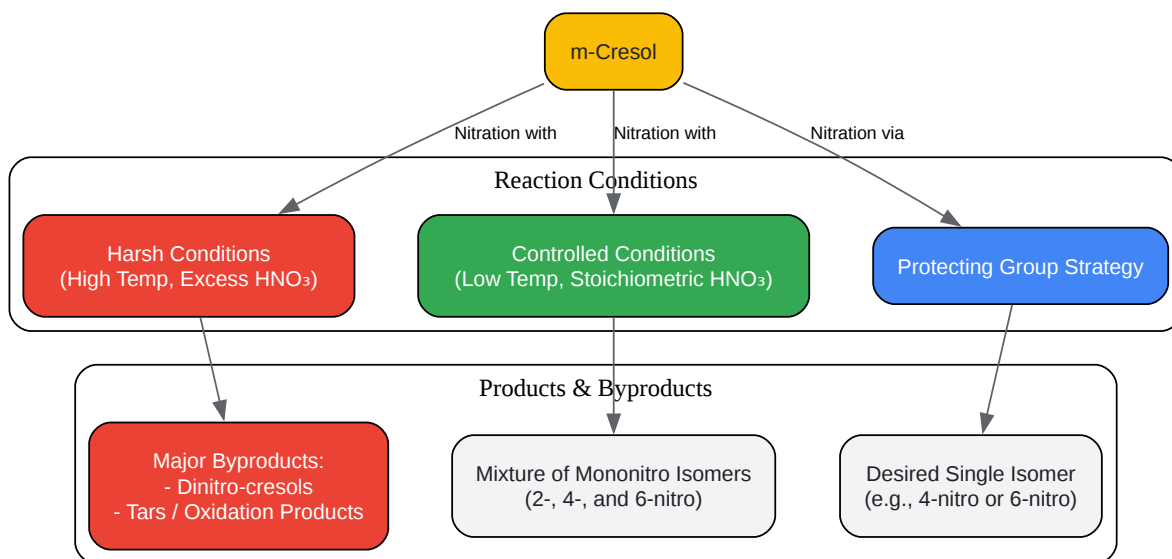 m-Cresol
Nitration with
Nitration with
Nitration via
Reaction Conditions
Harsh Conditions
(High Temp, Excess HNO₃)
Controlled Conditions
(Low Temp, Stoichiometric HNO₃)
Protecting Group Strategy
Products & Byproducts
Major Byproducts:
- Dinitro-cresols
- Tars / Oxidation Products
Mixture of Mononitro Isomers
(2-, 4-, and 6-nitro)
Desired Single Isomer
(e.g., 4-nitro or 6-nitro)